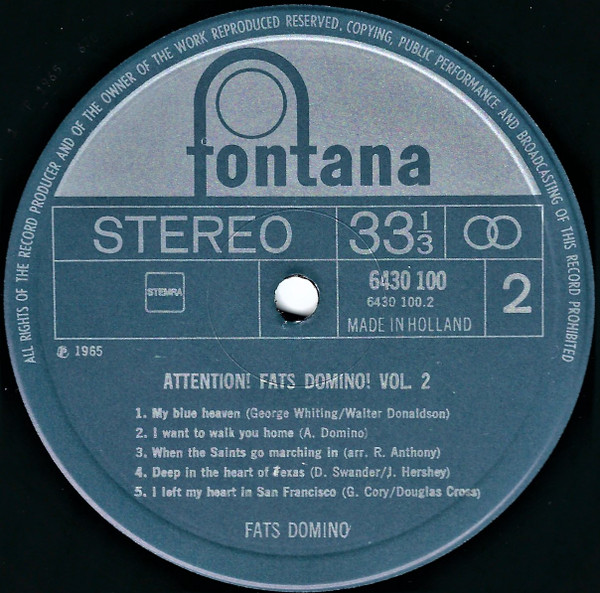 ALL RIGHTS OF THE RECORD PRODUCER AND OF THE OWNER OF THE WORK REPRODUCED RESERVED. COPYING, PUBLIC PERFORMANCE AND BROADCASTING OF THIS RECORD PROHIBITED
fontana
STEREO 33⅓
STEMRA
6430 100
6430 100.2
MADE IN HOLLAND
2
℗ 1965
ATTENTION! FATS DOMINO! VOL. 2
1. My blue heaven (George Whiting/Walter Donaldson)
2. I want to walk you home (A. Domino)
3. When the Saints go marching in (arr. R. Anthony)
4. Deep in the heart of Texas (D. Swander/J. Hershey)
5. I left my heart in San Francisco (G. Cory/Douglas Cross)
FATS DOMINO